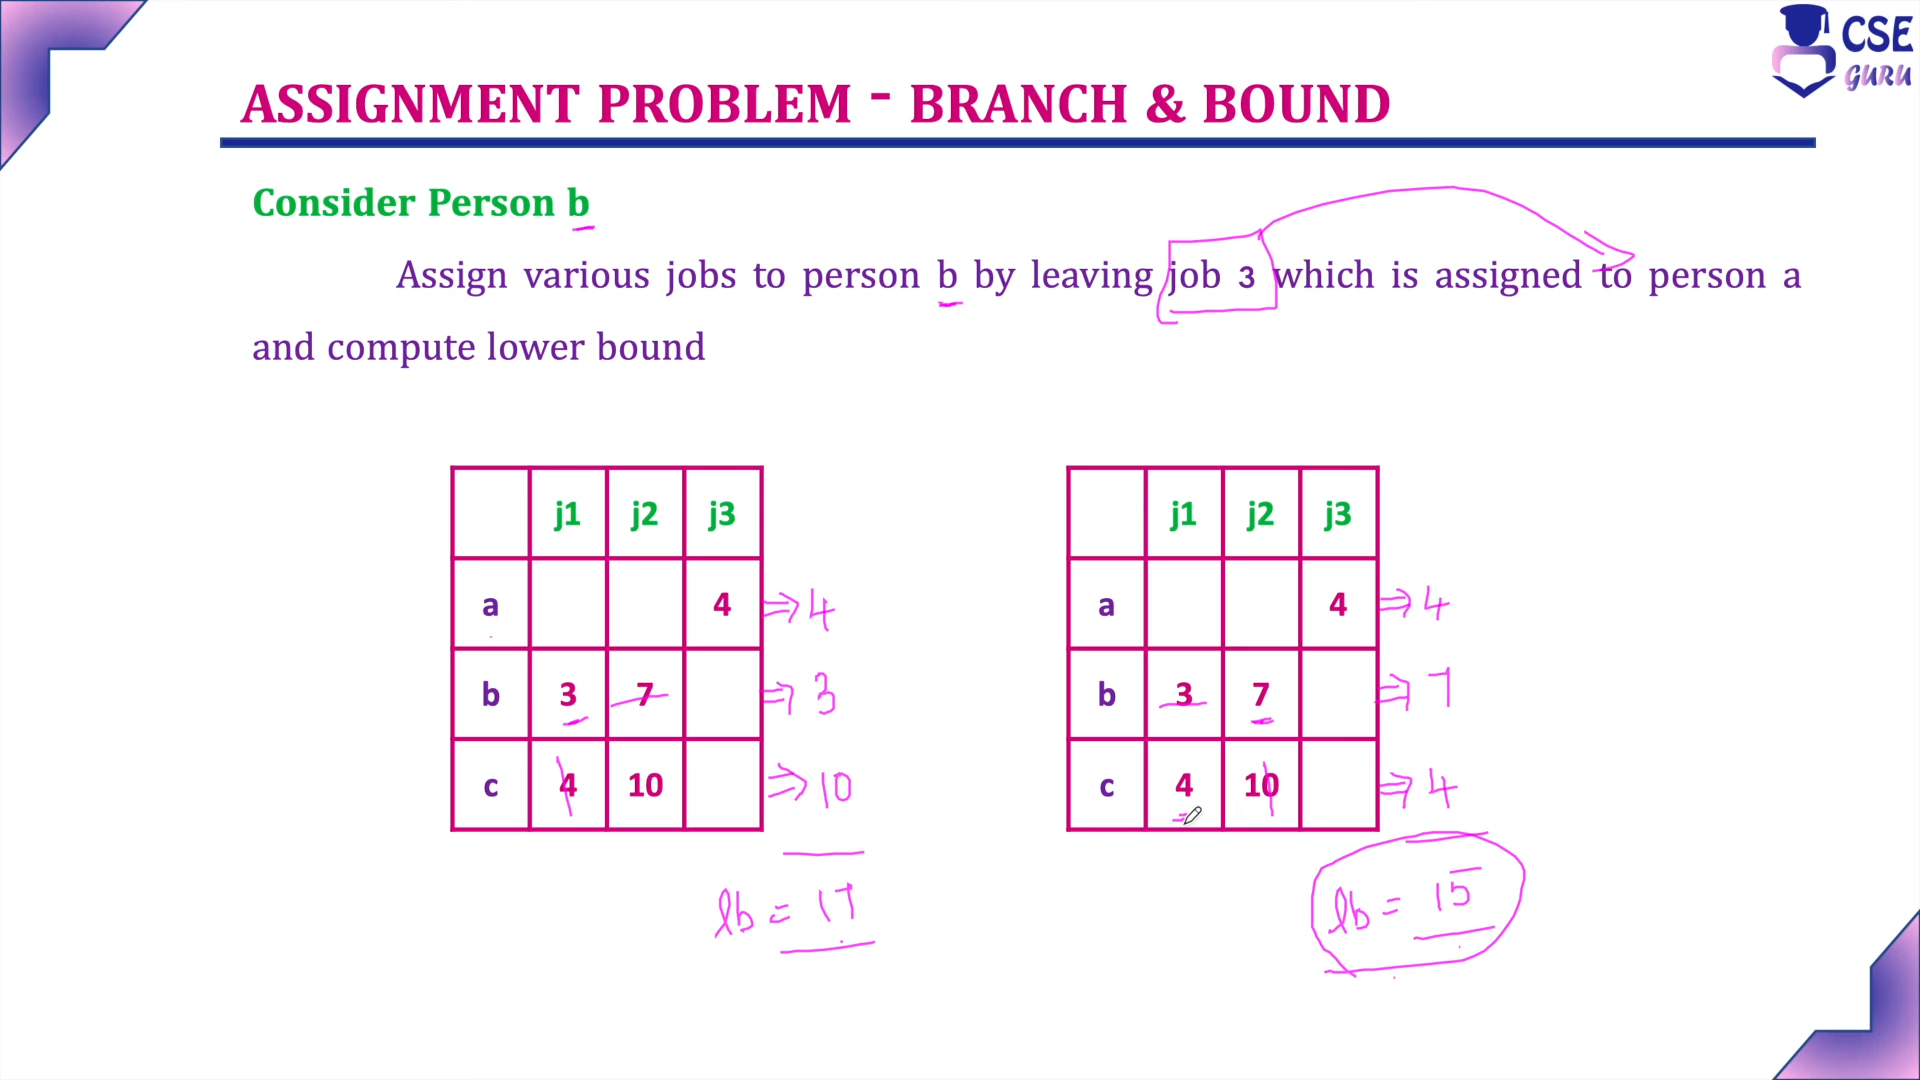 CSE
GURU
ASSIGNMENT PROBLEM - BRANCH & BOUND
Consider Person b
Assign various jobs to person b by leaving job 3 which is assigned to person a
and compute lower bound
j1 j2 j3
a 4 ⇒ 4
b 3 7 ⇒ 3
c 4 10 ⇒ 10
lb = 17
j1 j2 j3
a 4 ⇒ 4
b 3 7 ⇒ 7
c 4 10 ⇒ 4
lb = 15